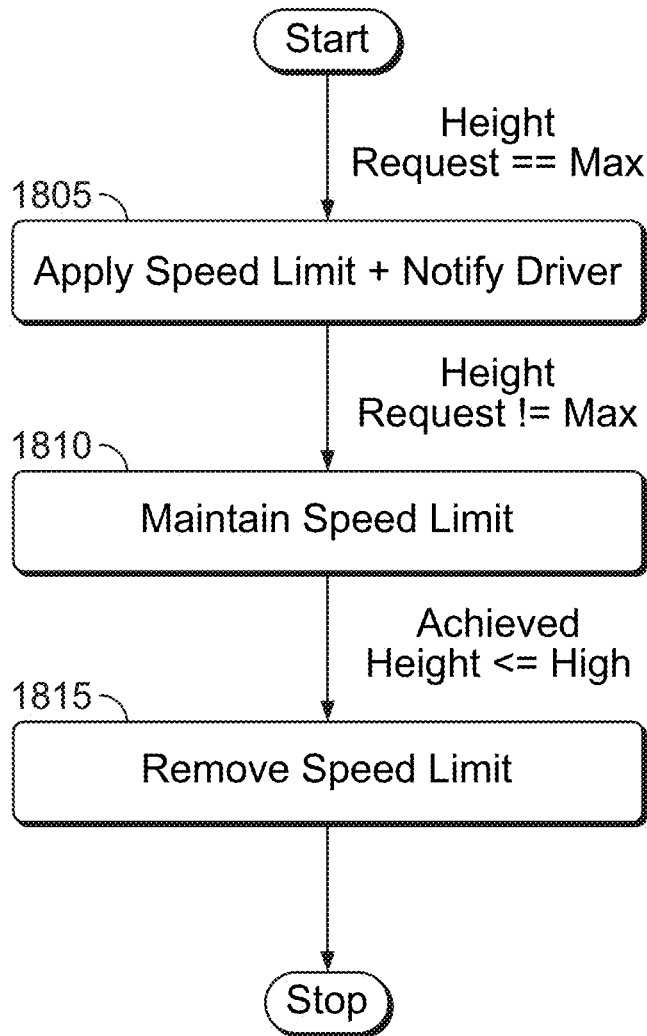 Start
Height
Request == Max
1805
Apply Speed Limit + Notify Driver
Height
Request != Max
1810
Maintain Speed Limit
Achieved
Height <= High
1815
Remove Speed Limit
Stop